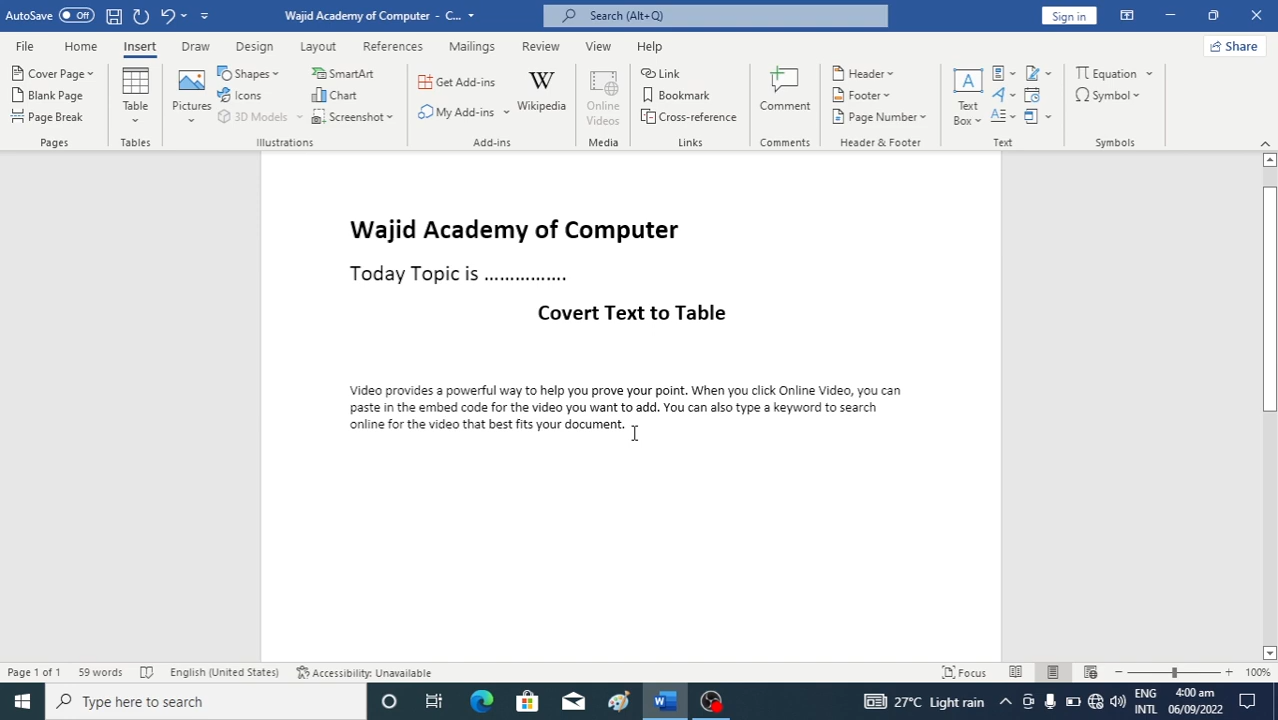 AutoSave Off Wajid Academy of Computer - C... Search (Alt+Q) Sign in
File Home Insert Draw Design Layout References Mailings Review View Help Share
Cover Page
Blank Page
Page Break
Pages
Table
Tables
Pictures
Shapes
Icons
3D Models
SmartArt
Chart
Screenshot
Illustrations
Get Add-ins
My Add-ins
W
Wikipedia
Add-ins
Online
Videos
Media
Link
Bookmark
Cross-reference
Links
Comment
Comments
Header
Footer
Page Number
Header & Footer
A
Text
Box
Text
Equation
Symbol
Symbols
Wajid Academy of Computer
Today Topic is …………….
Covert Text to Table
Video provides a powerful way to help you prove your point. When you click Online Video, you can
paste in the embed code for the video you want to add. You can also type a keyword to search
online for the video that best fits your document.
Page 1 of 1 59 words English (United States) Accessibility: Unavailable Focus 100%
Type here to search
W
27°C Light rain
ENG
INTL
4:00 am
06/09/2022